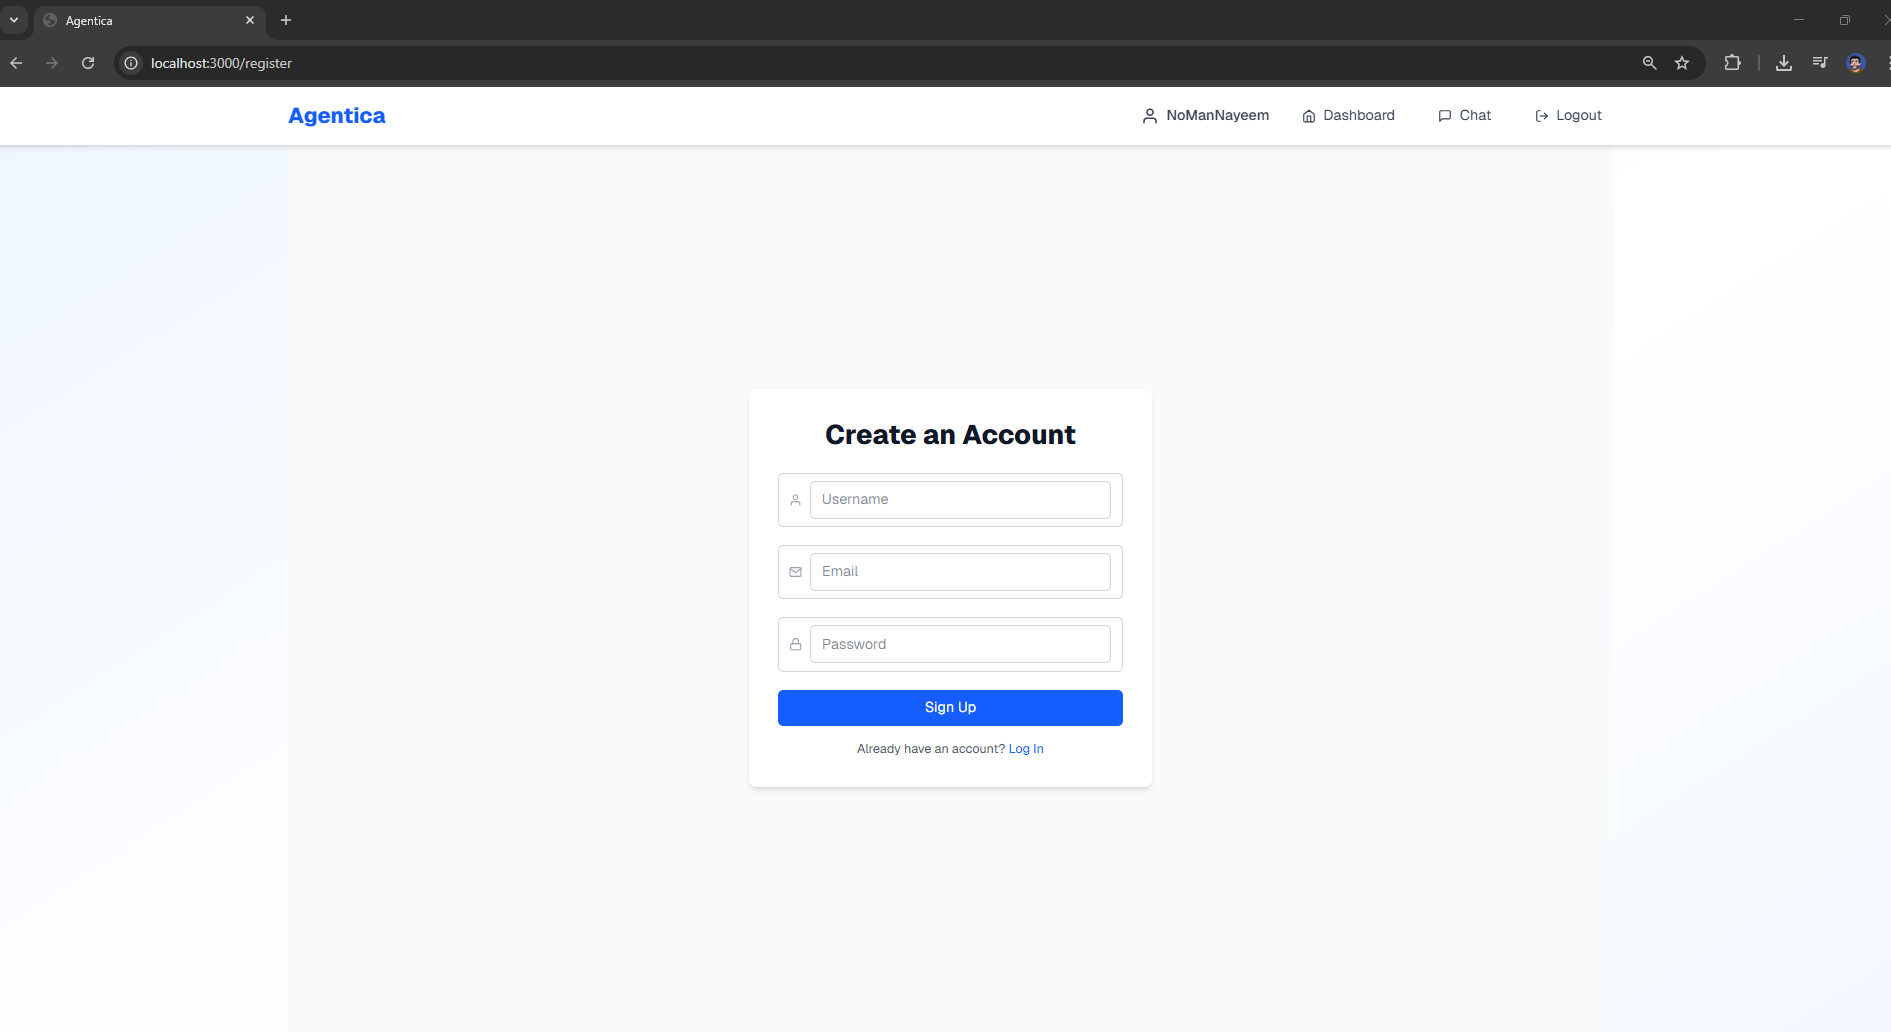 Agentica
localhost:3000/register
Agentica
NoManNayeem
Dashboard
Chat
Logout
Create an Account
Username
Email
Password
Sign Up
Already have an account? Log In